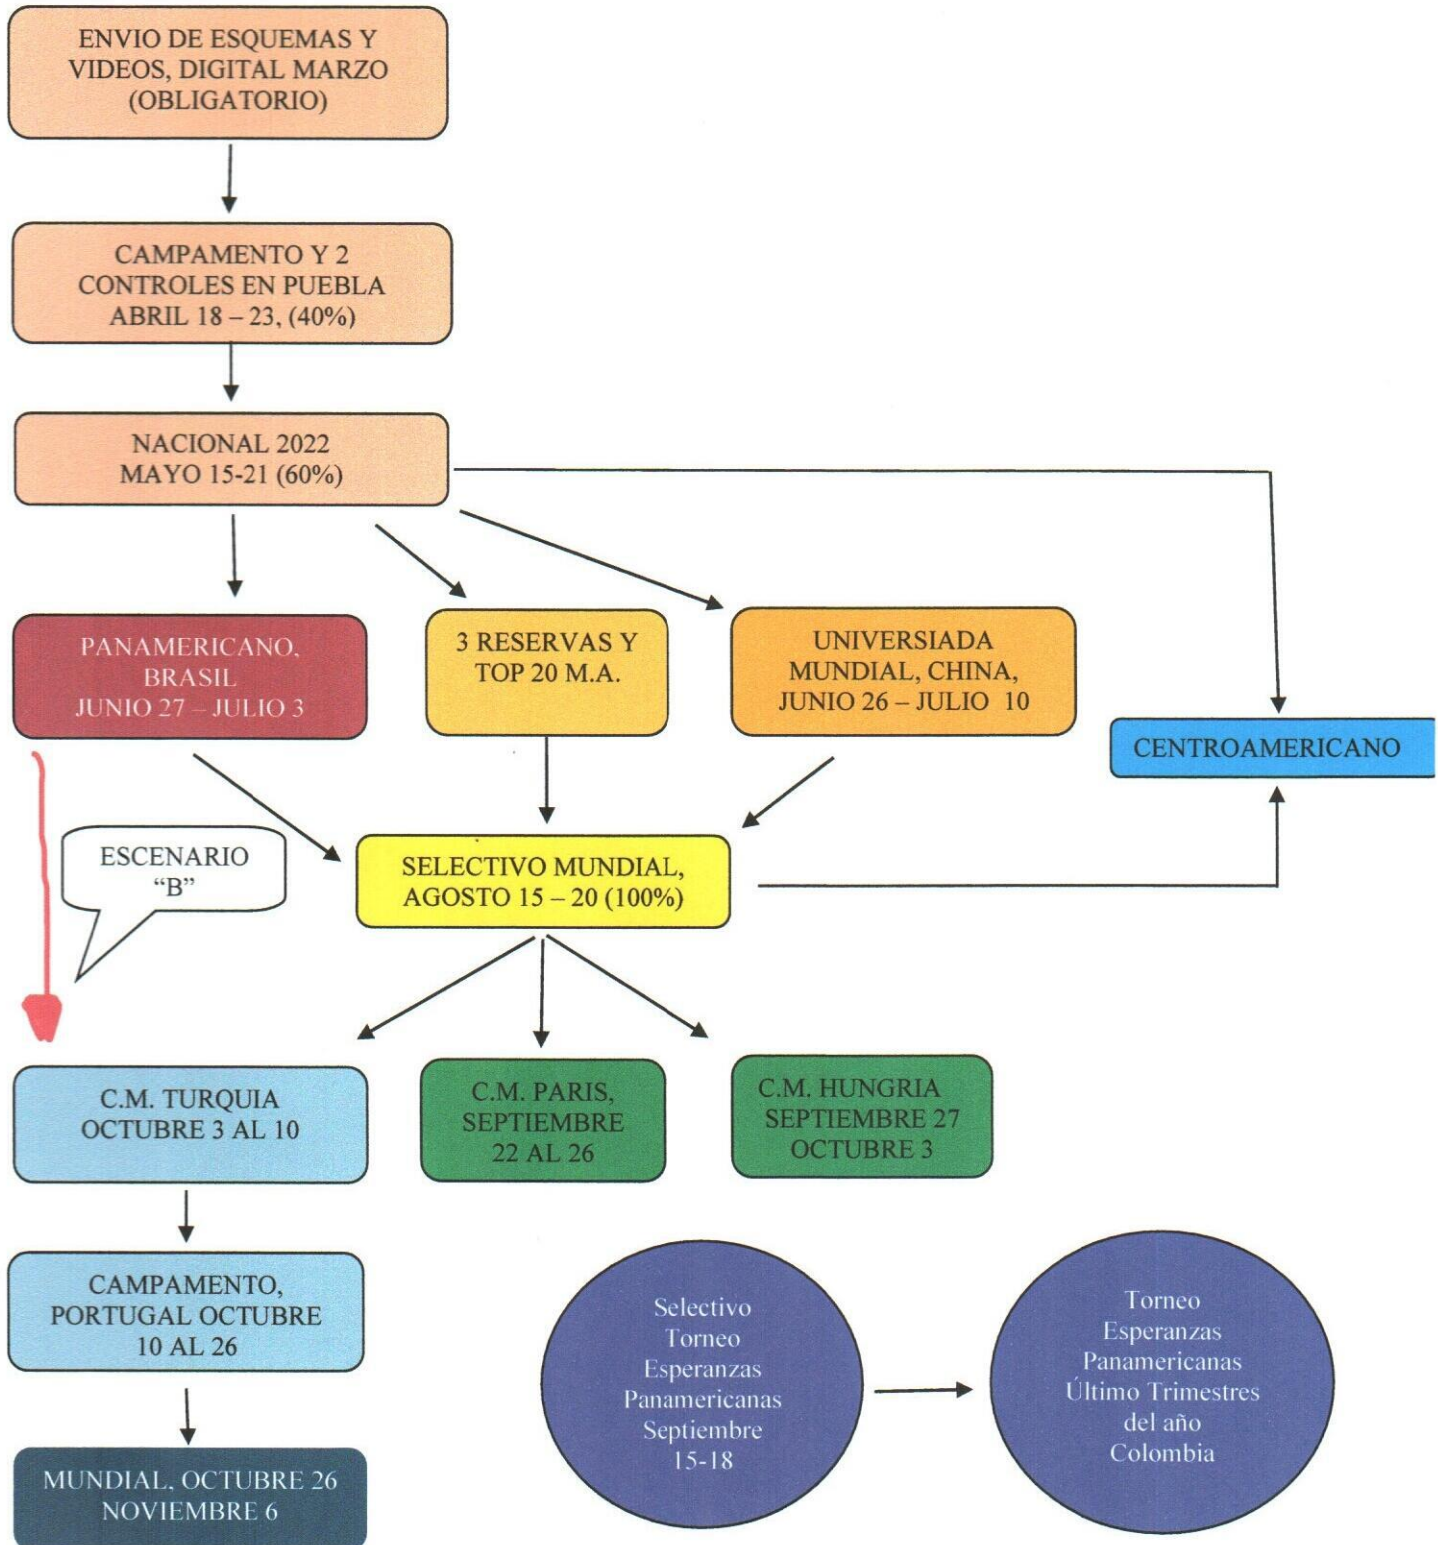 ENVIO DE ESQUEMAS Y
VIDEOS, DIGITAL MARZO
(OBLIGATORIO)
CAMPAMENTO Y 2
CONTROLES EN PUEBLA
ABRIL 18 – 23, (40%)
NACIONAL 2022
MAYO 15-21 (60%)
PANAMERICANO,
BRASIL
JUNIO 27 – JULIO 3
3 RESERVAS Y
TOP 20 M.A.
UNIVERSIADA
MUNDIAL, CHINA,
JUNIO 26 – JULIO 10
CENTROAMERICANO
ESCENARIO
“B”
SELECTIVO MUNDIAL,
AGOSTO 15 – 20 (100%)
C.M. TURQUIA
OCTUBRE 3 AL 10
C.M. PARIS,
SEPTIEMBRE
22 AL 26
C.M. HUNGRIA
SEPTIEMBRE 27
OCTUBRE 3
CAMPAMENTO,
PORTUGAL OCTUBRE
10 AL 26
MUNDIAL, OCTUBRE 26
NOVIEMBRE 6
Selectivo
Torneo
Esperanzas
Panamericanas
Septiembre
15-18
Torneo
Esperanzas
Panamericanas
Último Trimestres
del año
Colombia